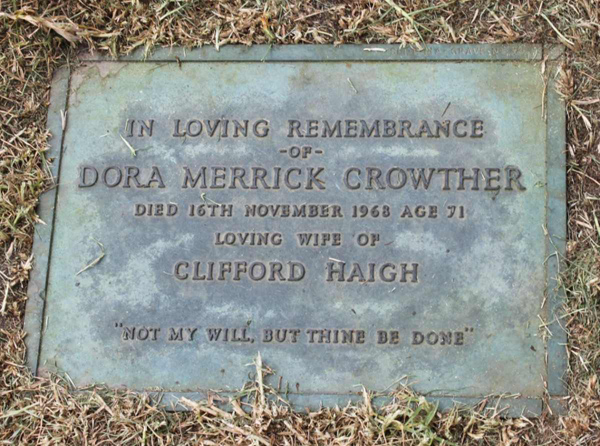 IN LOVING REMEMBRANCE
-OF-
DORA MERRICK CROWTHER
DIED 16TH NOVEMBER 1968 AGE 71
LOVING WIFE OF
CLIFFORD HAIGH
"NOT MY WILL, BUT THINE BE DONE"